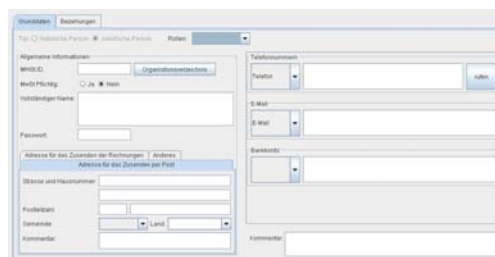 Grunddaten Beziehungen
Typ: Natürliche Person Juristische Person Rollen:
Allgemeine Informationen
Organisationsverzeichnis
MwSt Pflichtig: Ja Nein
Vollständiger Name:
Passwort:
Adresse für das Zusenden der Rechnungen Anderes
Adresse für das Zusenden per Post
Strasse und Hausnummer:
Postleitzahl:
Gemeinde: Land:
Kommentar:
Telefonnummern
Telefon rufen
E-Mail
E-Mail
Bankkonto
Kommentar: